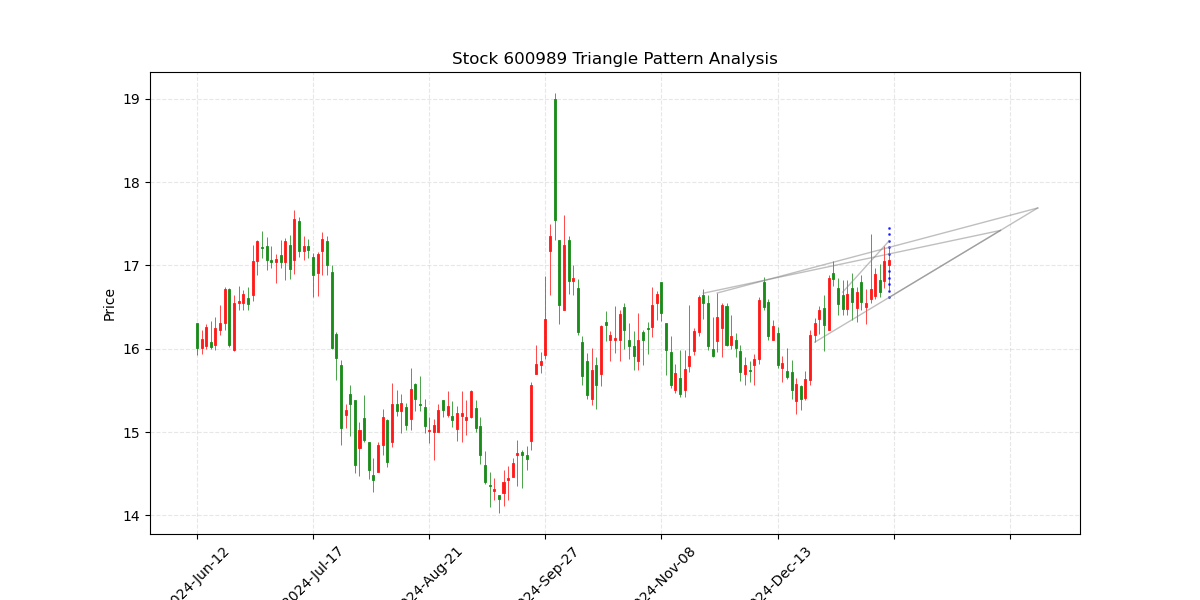 Stock 600989 Triangle Pattern Analysis
Price
19
18
17
16
15
14
2024-Jun-12
2024-Jul-17
2024-Aug-21
2024-Sep-27
2024-Nov-08
2024-Dec-13